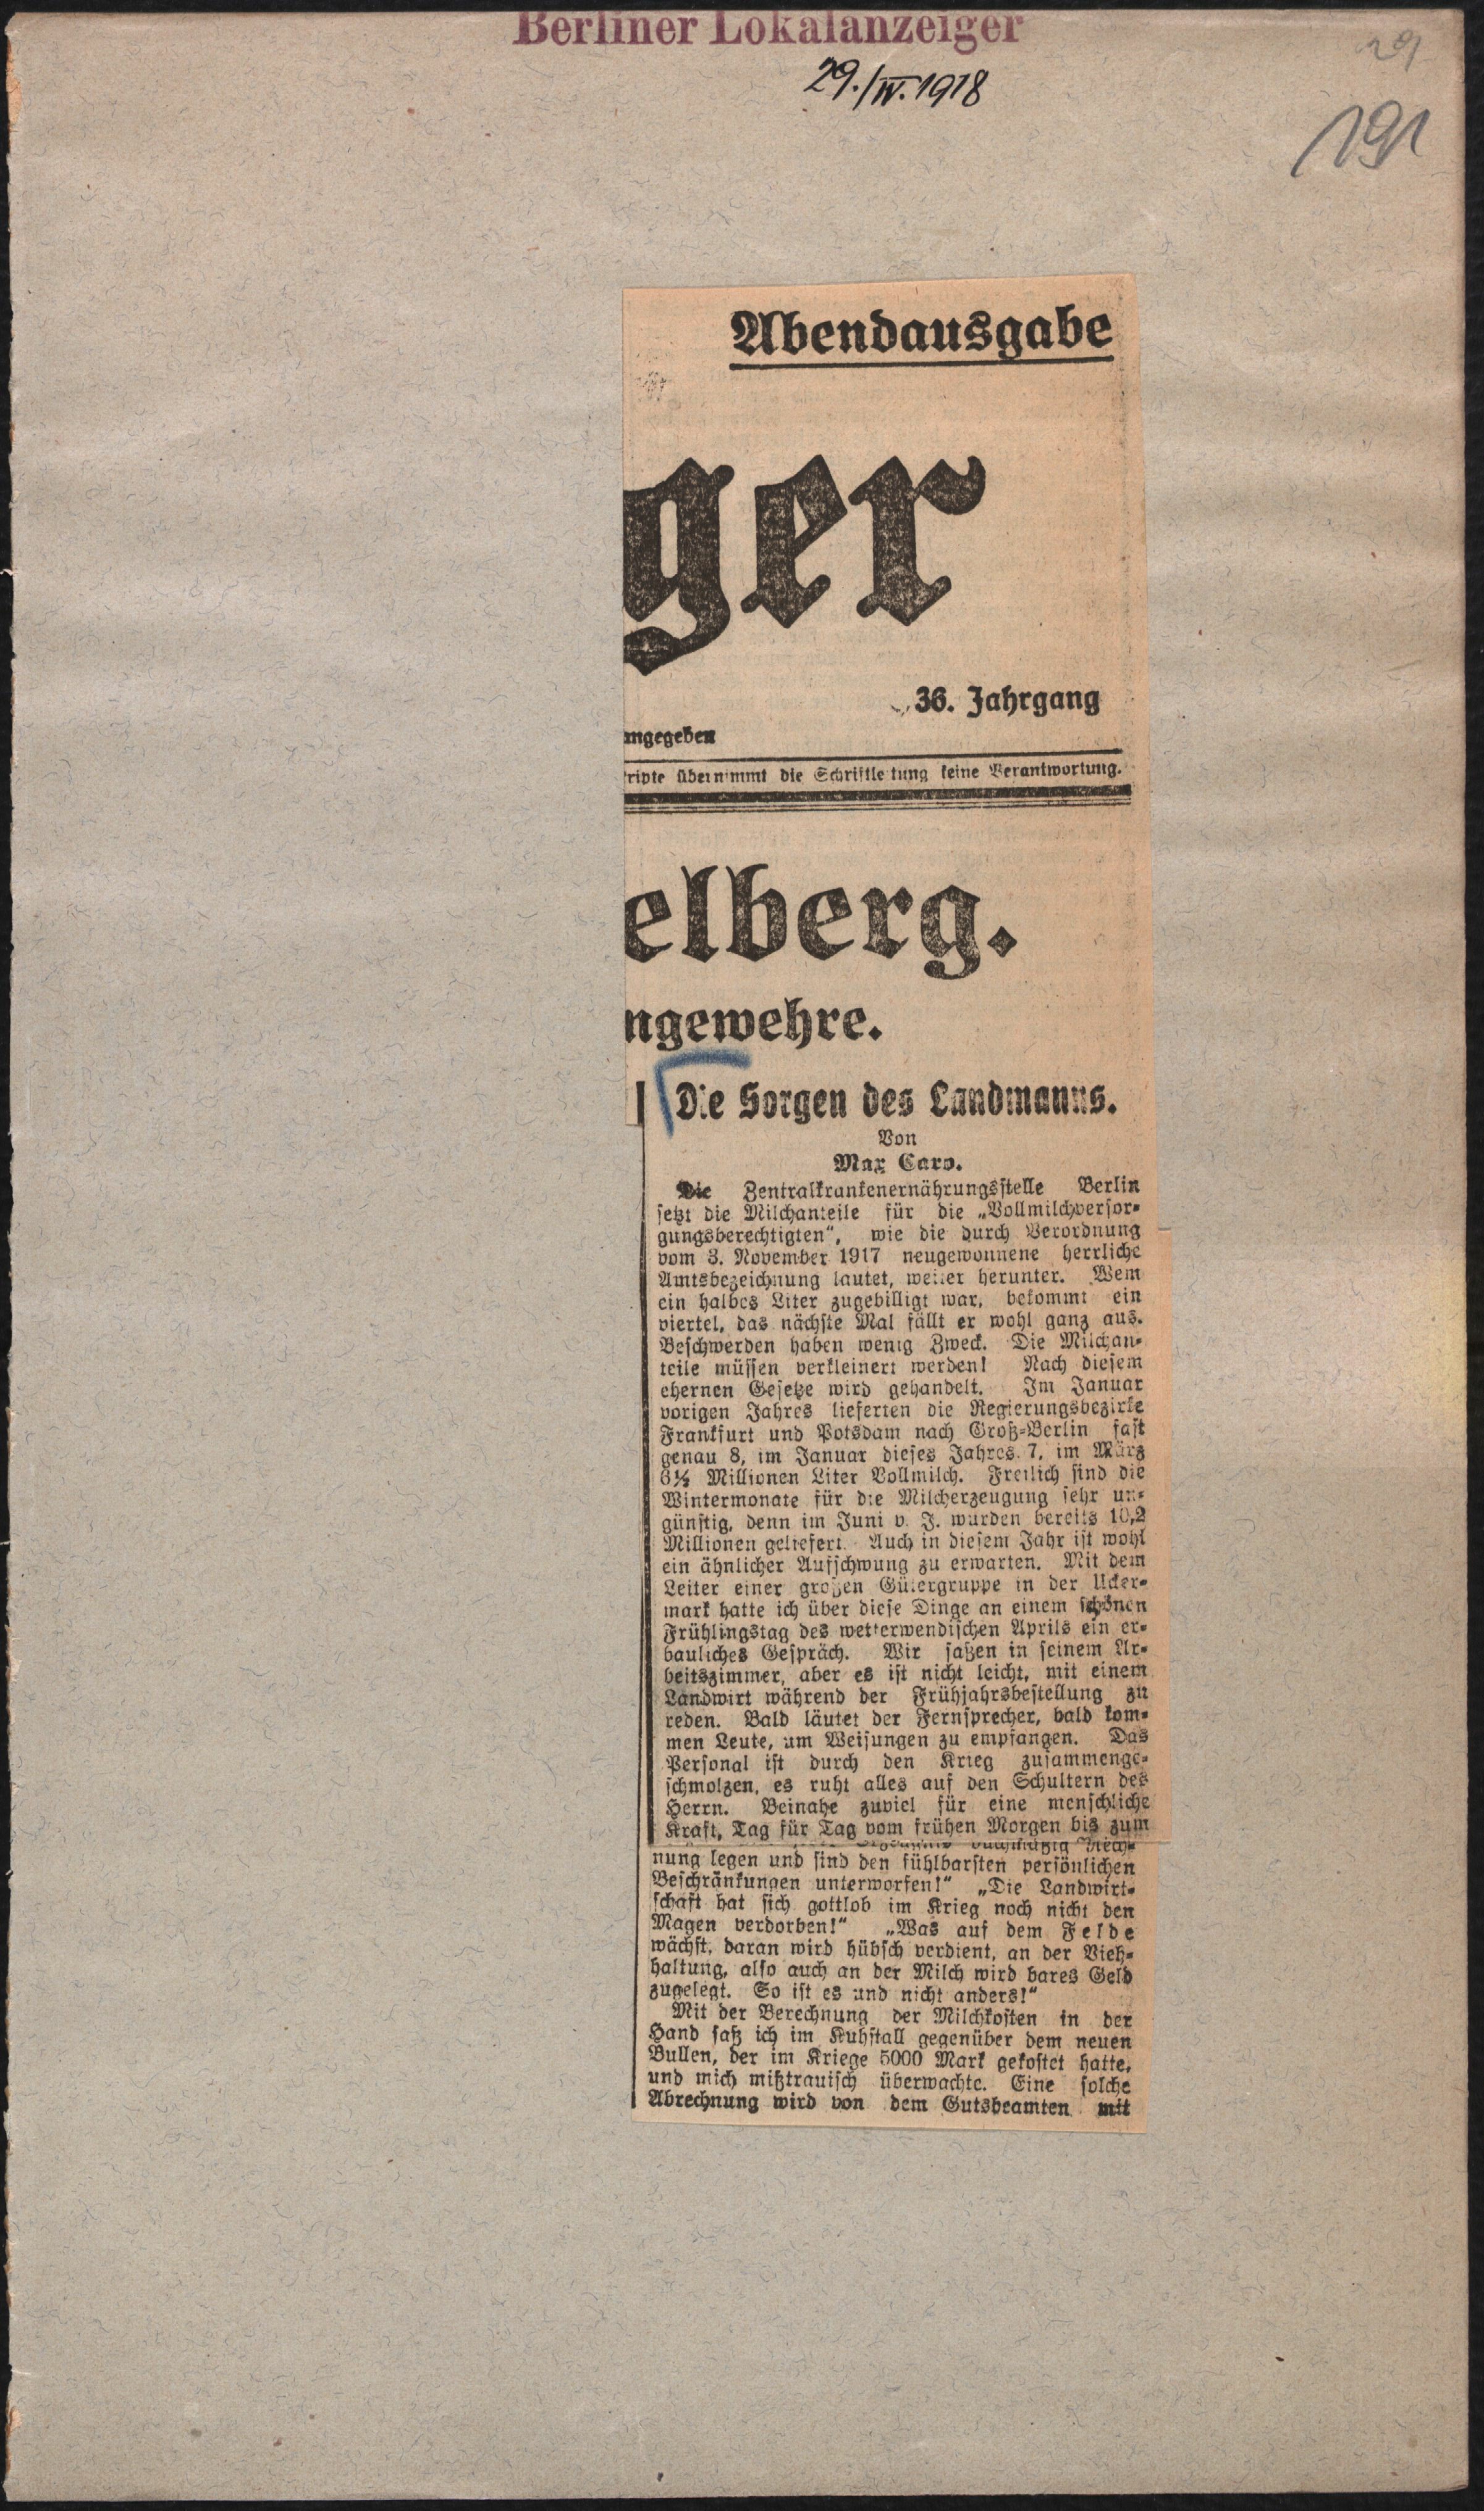 Berliner Lokalanzeiger
29./IV. 1918
29
191
Abendausgabe
ger
36. Jahrgang
angegeben
ripte übernimmt die Schriftleitung keine Verantwortung.
elberg.
ngewehre.
Die Sorgen des Landmanns.
Von
Max Caro.
Die Zentralkrankenernährungsstelle Berlin
setzt die Milchanteile für die „Vollmilchversor-
gungsberechtigten“, wie die durch Verordnung
vom 3. November 1917 neugewonnene herrliche
Amtsbezeichnung lautet, weiter herunter. Wem
ein halbes Liter zugebilligt war, bekommt ein
viertel, das nächste Mal fällt er wohl ganz aus.
Beschwerden haben wenig Zweck. Die Milchan-
teile müssen verkleinert werden! Nach diesem
ehernen Gesetze wird gehandelt. Im Januar
vorigen Jahres lieferten die Regierungsbezirke
Frankfurt und Potsdam nach Groß-Berlin fast
genau 8, im Januar dieses Jahres 7, im März
6½ Millionen Liter Vollmilch. Freilich sind die
Wintermonate für die Milcherzeugung sehr un-
günstig, denn im Juni v. J. wurden bereits 10,2
Millionen geliefert. Auch in diesem Jahr ist wohl
ein ähnlicher Aufschwung zu erwarten. Mit dem
Leiter einer großen Gütergruppe in der Ucker-
mark hatte ich über diese Dinge an einem schönen
Frühlingstag des wetterwendischen Aprils ein er-
bauliches Gespräch. Wir saßen in seinem Ar-
beitszimmer, aber es ist nicht leicht, mit einem
Landwirt während der Frühjahrsbestellung zu
reden. Bald läutet der Fernsprecher, bald kom-
men Leute, um Weisungen zu empfangen. Das
Personal ist durch den Krieg zusammenge-
schmolzen, es ruht alles auf den Schultern des
Herrn. Beinahe zuviel für eine menschliche
Kraft, Tag für Tag vom frühen Morgen bis zum
buchmäßig Rech-
nung legen und sind den fühlbarsten persönlichen
Beschränkungen unterworfen!“ „Die Landwirt-
schaft hat sich gottlob im Krieg noch nicht den
Magen verdorben!“ „Was auf dem Felde
wächst, daran wird hübsch verdient, an der Vieh-
haltung, also auch an der Milch wird bares Geld
zugelegt. So ist es und nicht anders!“
Mit der Berechnung der Milchkosten in der
Hand saß ich im Kuhstall gegenüber dem neuen
Bullen, der im Kriege 5000 Mark gekostet hatte,
und mich mißtrauisch überwachte. Eine solche
Abrechnung wird von dem Gutsbeamten mit